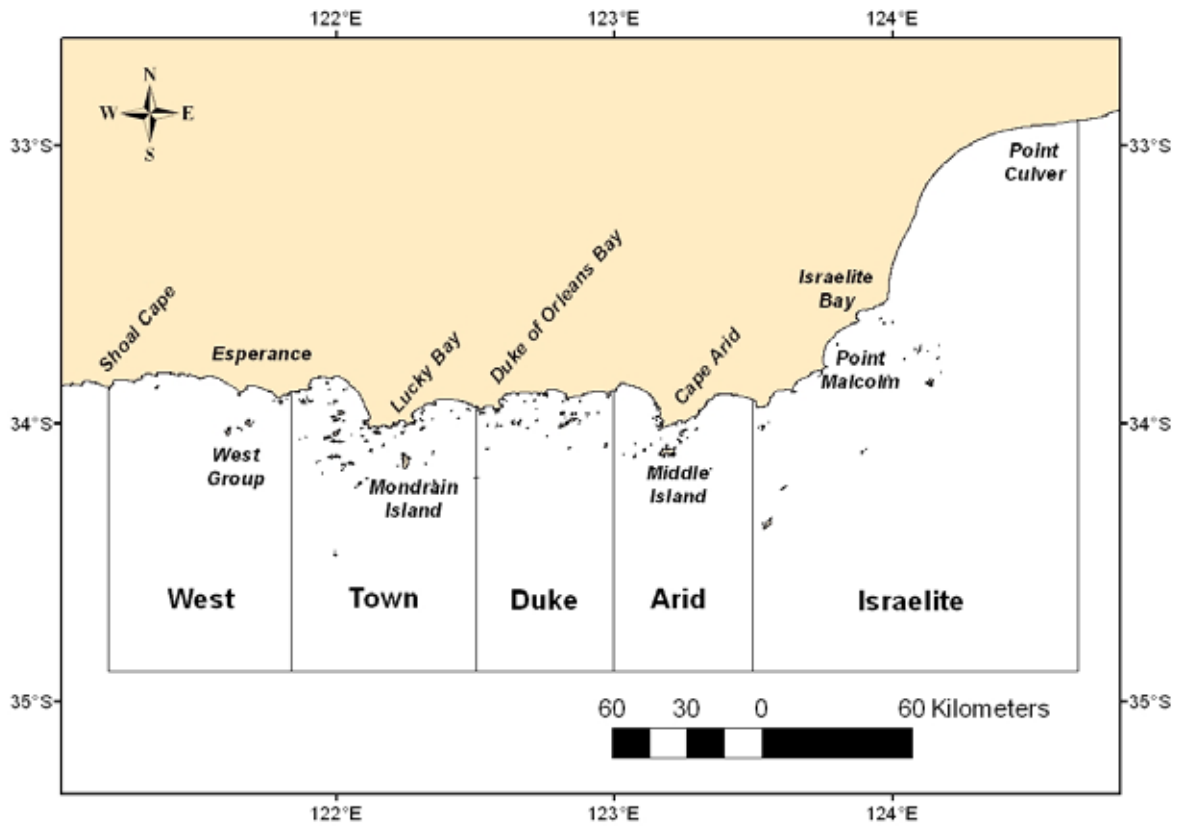 122°E 123°E 124°E
N
W E
S
33°S 33°S
Point
Culver
Duke of Orleans Bay
Israelite
Bay
Shoal Cape
Esperance
Lucky Bay
Cape Arid
Point
Malcolm
34°S 34°S
West
Group
Mondrain
Island
Middle
Island
West Town Duke Arid Israelite
35°S 35°S
60 30 0 60 Kilometers
122°E 123°E 124°E